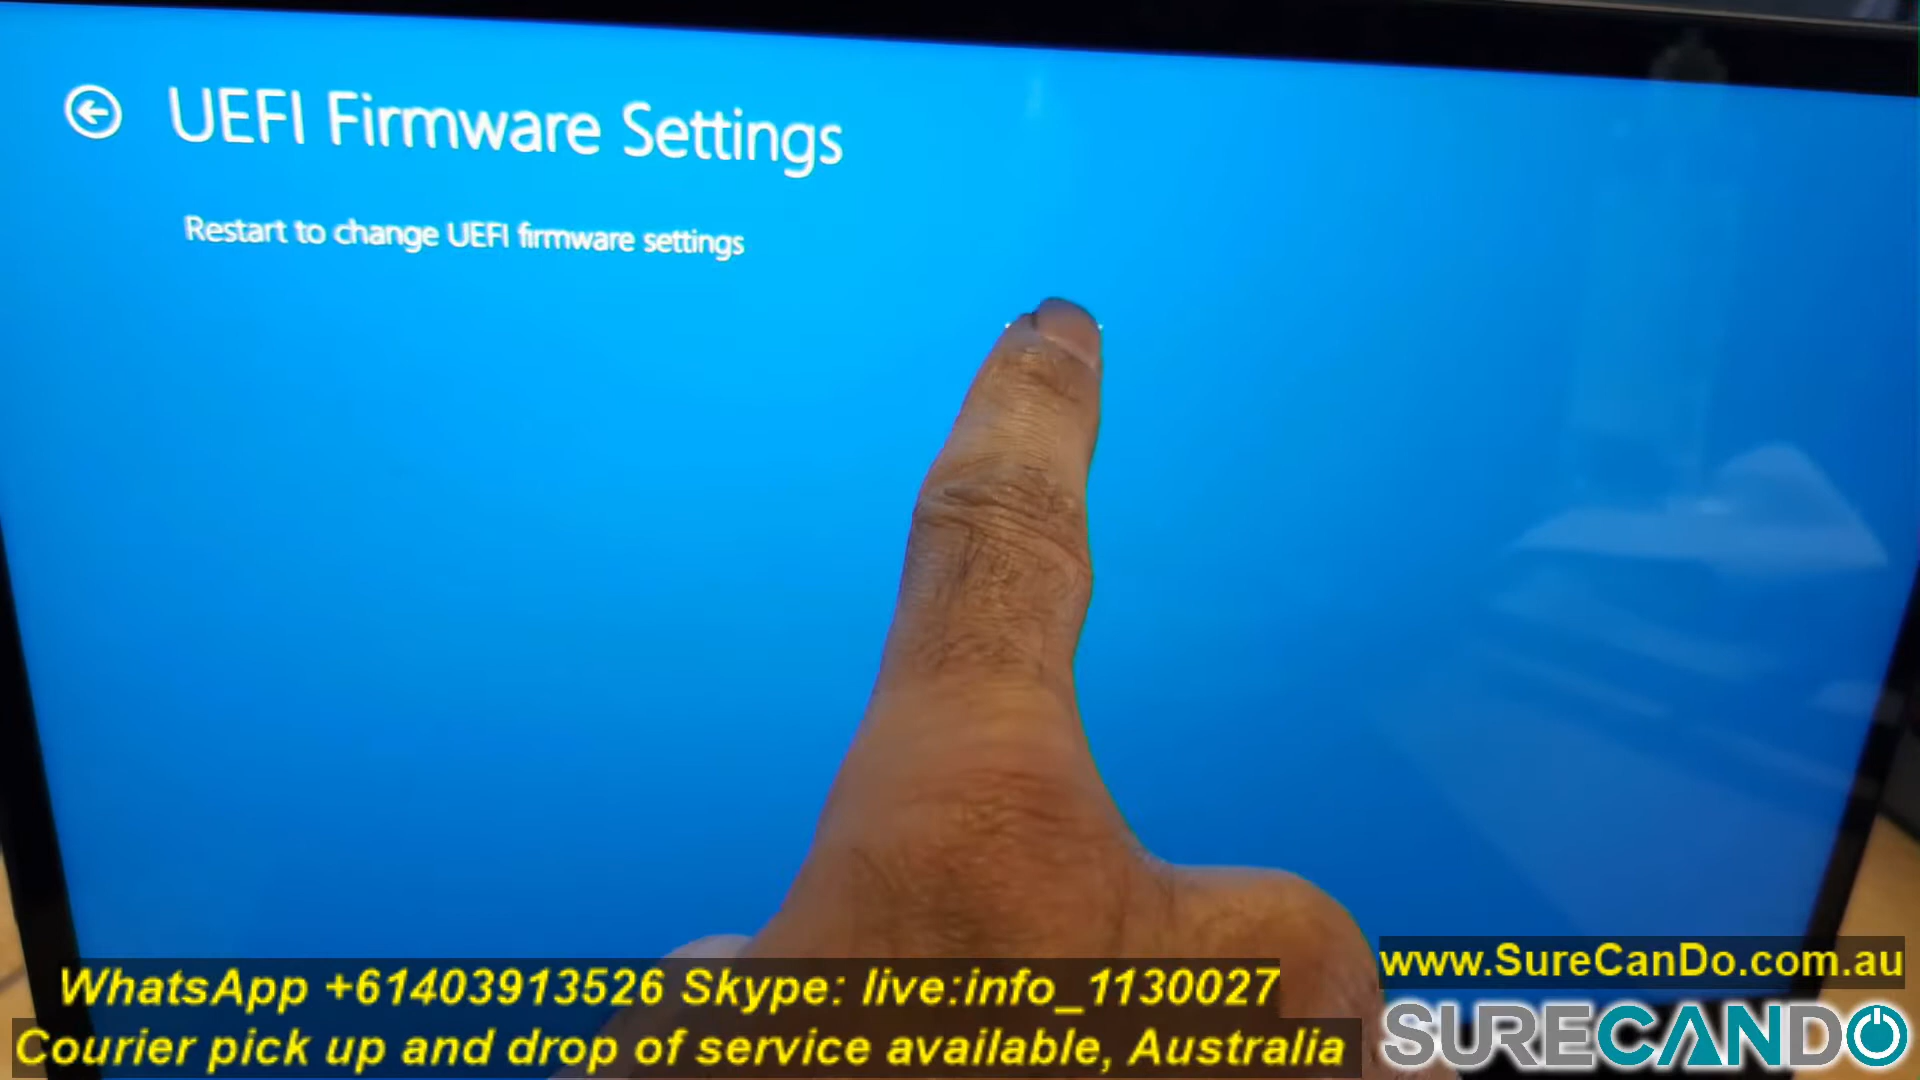 UEFI Firmware Settings
Restart to change UEFI firmware settings
WhatsApp +61403913526 Skype: live:info_1130027
Courier pick up and drop of service available, Australia
www.SureCanDo.com.au
SURECANDO